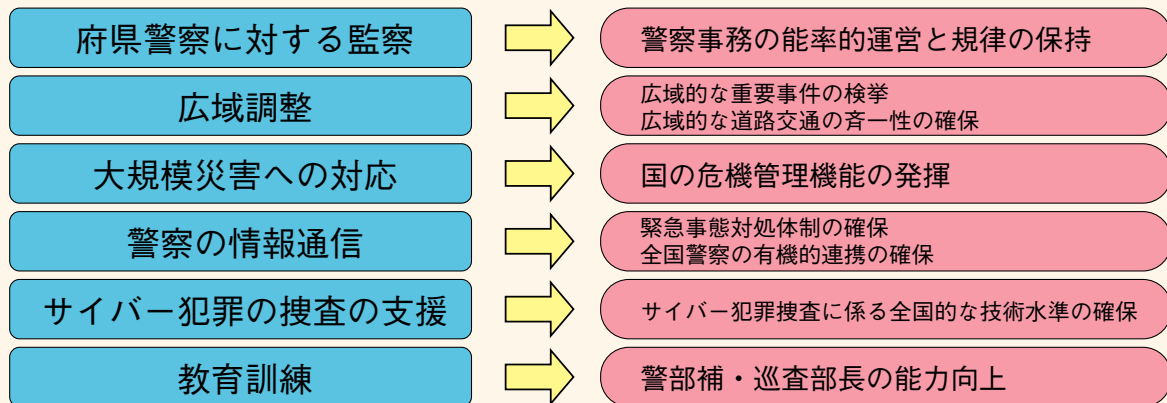 府県警察に対する監察
警察事務の能率的運営と規律の保持
広域調整
広域的な重要事件の検挙
広域的な道路交通の斉一性の確保
大規模災害への対応
国の危機管理機能の発揮
警察の情報通信
緊急事態対処体制の確保
全国警察の有機的連携の確保
サイバー犯罪の捜査の支援
サイバー犯罪捜査に係る全国的な技術水準の確保
教育訓練
警部補・巡査部長の能力向上